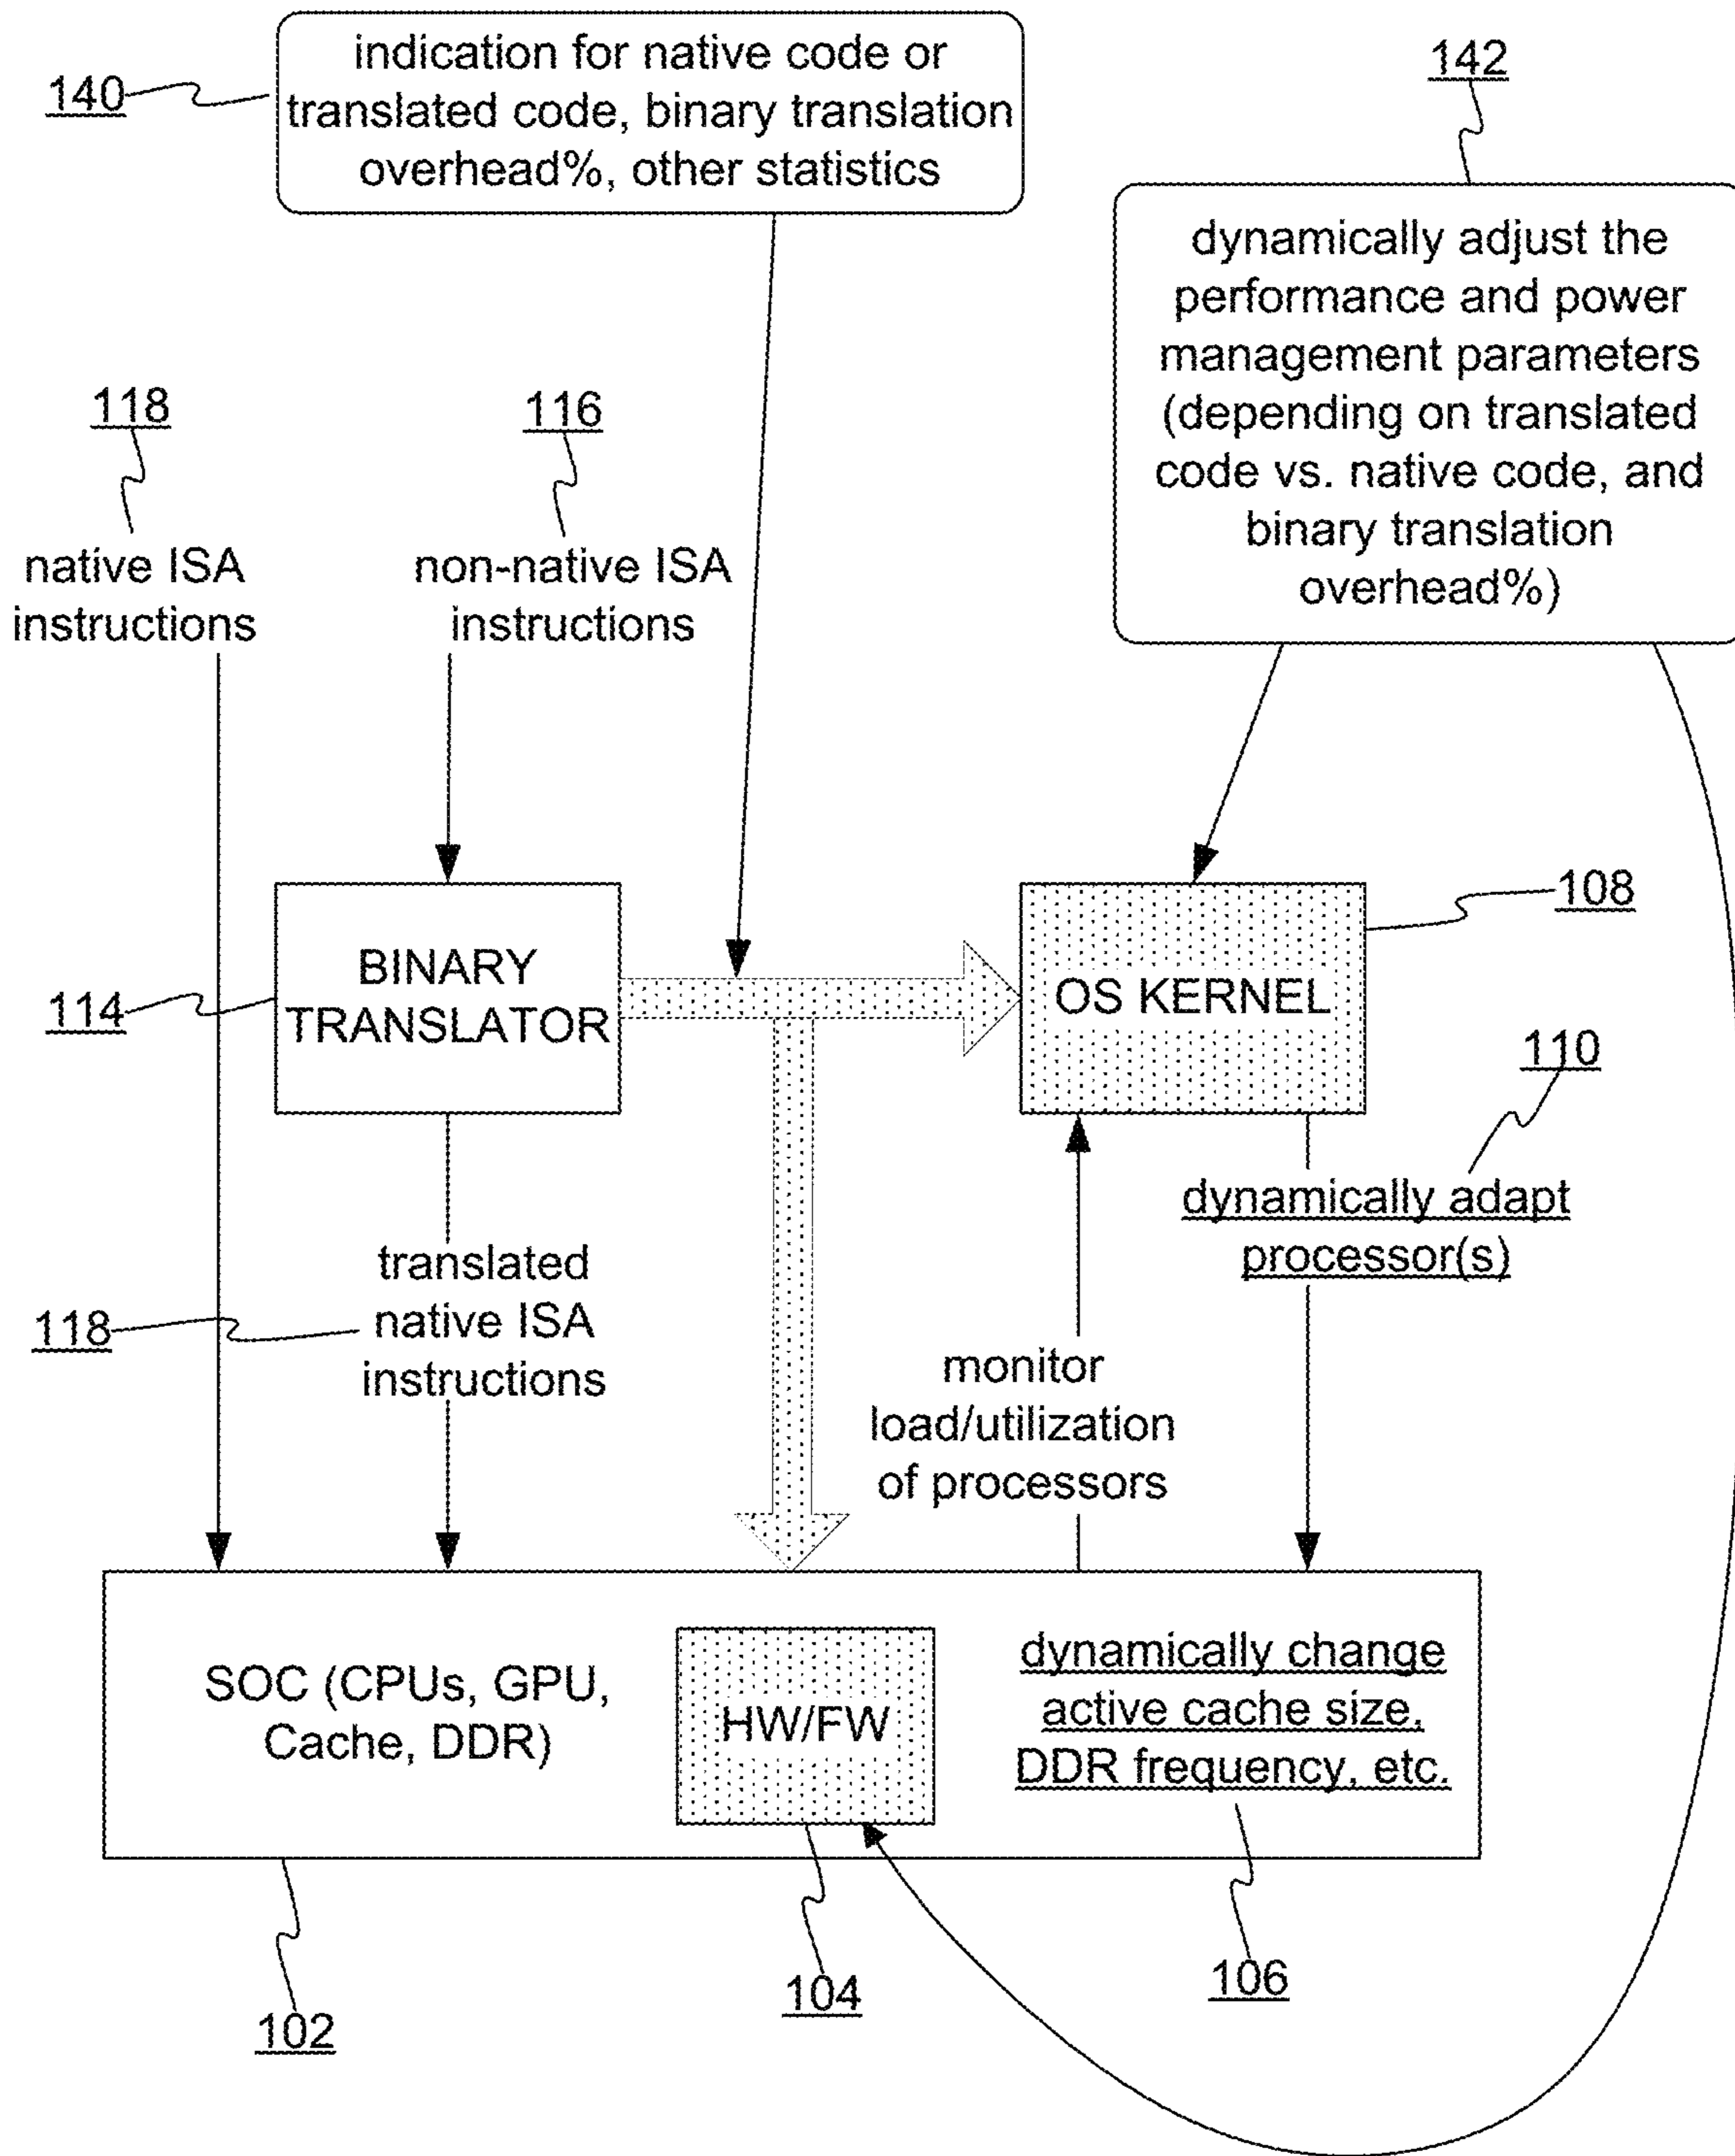 indication for native code or
translated code, binary translation
overhead%, other statistics
140
142
dynamically adjust the
performance and power
management parameters
(depending on translated
code vs. native code, and
binary translation
overhead%)
118
native ISA
instructions
116
non-native ISA
instructions
BINARY
TRANSLATOR
114
OS KERNEL
108
110
dynamically adapt
processor(s)
translated
native ISA
instructions
118
monitor
load/utilization
of processors
SOC (CPUs, GPU,
Cache, DDR)
HW/FW
dynamically change
active cache size,
DDR frequency, etc.
102
104
106